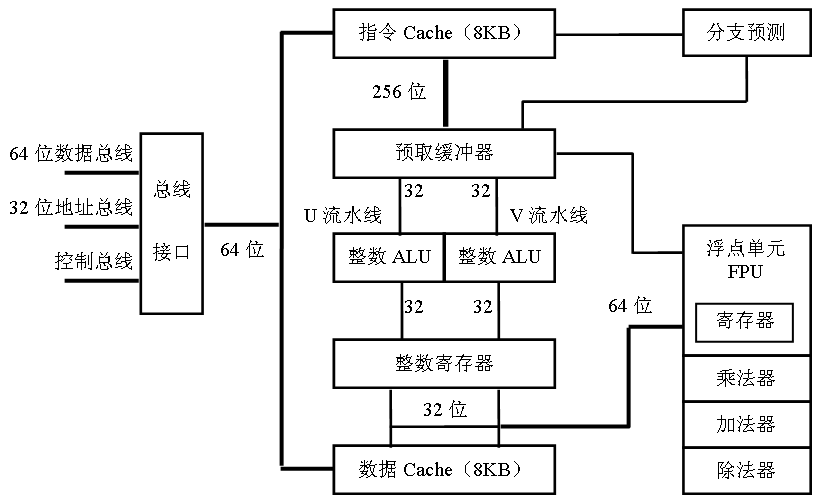 指令 Cache（8KB）
分支预测
256 位
64 位数据总线
预取缓冲器
32 位地址总线
总线
32
32
U 流水线
V 流水线
控制总线
接口
64 位
整数 ALU
整数 ALU
浮点单元
FPU
32
32
64 位
寄存器
整数寄存器
乘法器
32 位
加法器
数据 Cache（8KB）
除法器